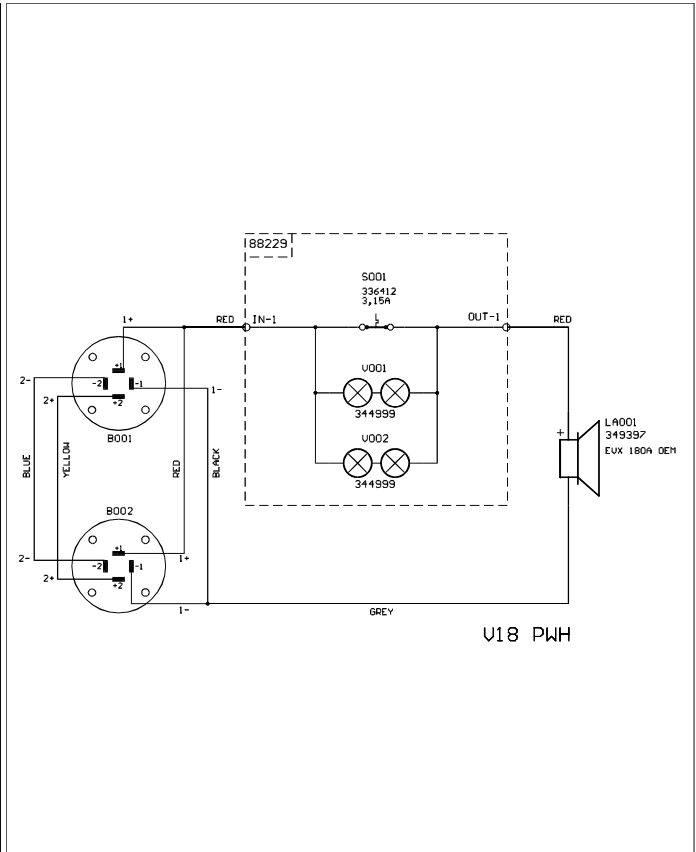 88229
S001
336412
3,15A
1+
RED
IN-1
OUT-1
RED
V001
344999
V002
344999
+1
-2
-1
+2
2-
2+
1-
B001
BLUE
YELLOW
RED
BLACK
+
LA001
349397
EVX 180A OEM
B002
+1
-2
-1
+2
2-
2+
1+
1-
GREY
V18 PWH